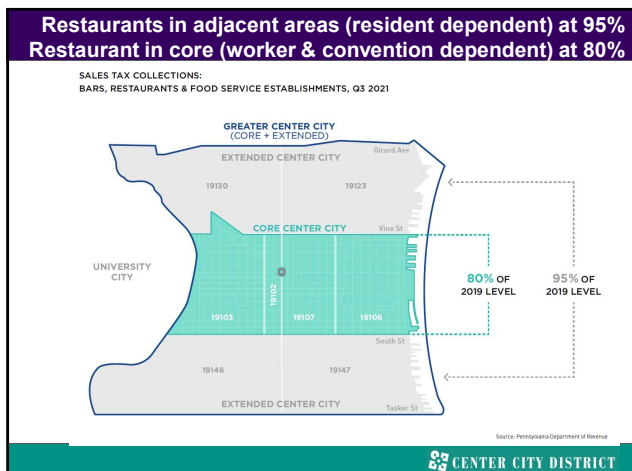 Restaurants in adjacent areas (resident dependent) at 95%
Restaurant in core (worker & convention dependent) at 80%
SALES TAX COLLECTIONS:
BARS, RESTAURANTS & FOOD SERVICE ESTABLISHMENTS, Q3 2021
GREATER CENTER CITY
(CORE + EXTENDED)
EXTENDED CENTER CITY
Girard Ave
19130
19123
CORE CENTER CITY
Vine St
UNIVERSITY
CITY
19102
80% OF
2019 LEVEL
95% OF
2019 LEVEL
19103
19107
19106
South St
19146
19147
EXTENDED CENTER CITY
Tasker St
Source: Pennsylvania Department of Revenue
CENTER CITY DISTRICT